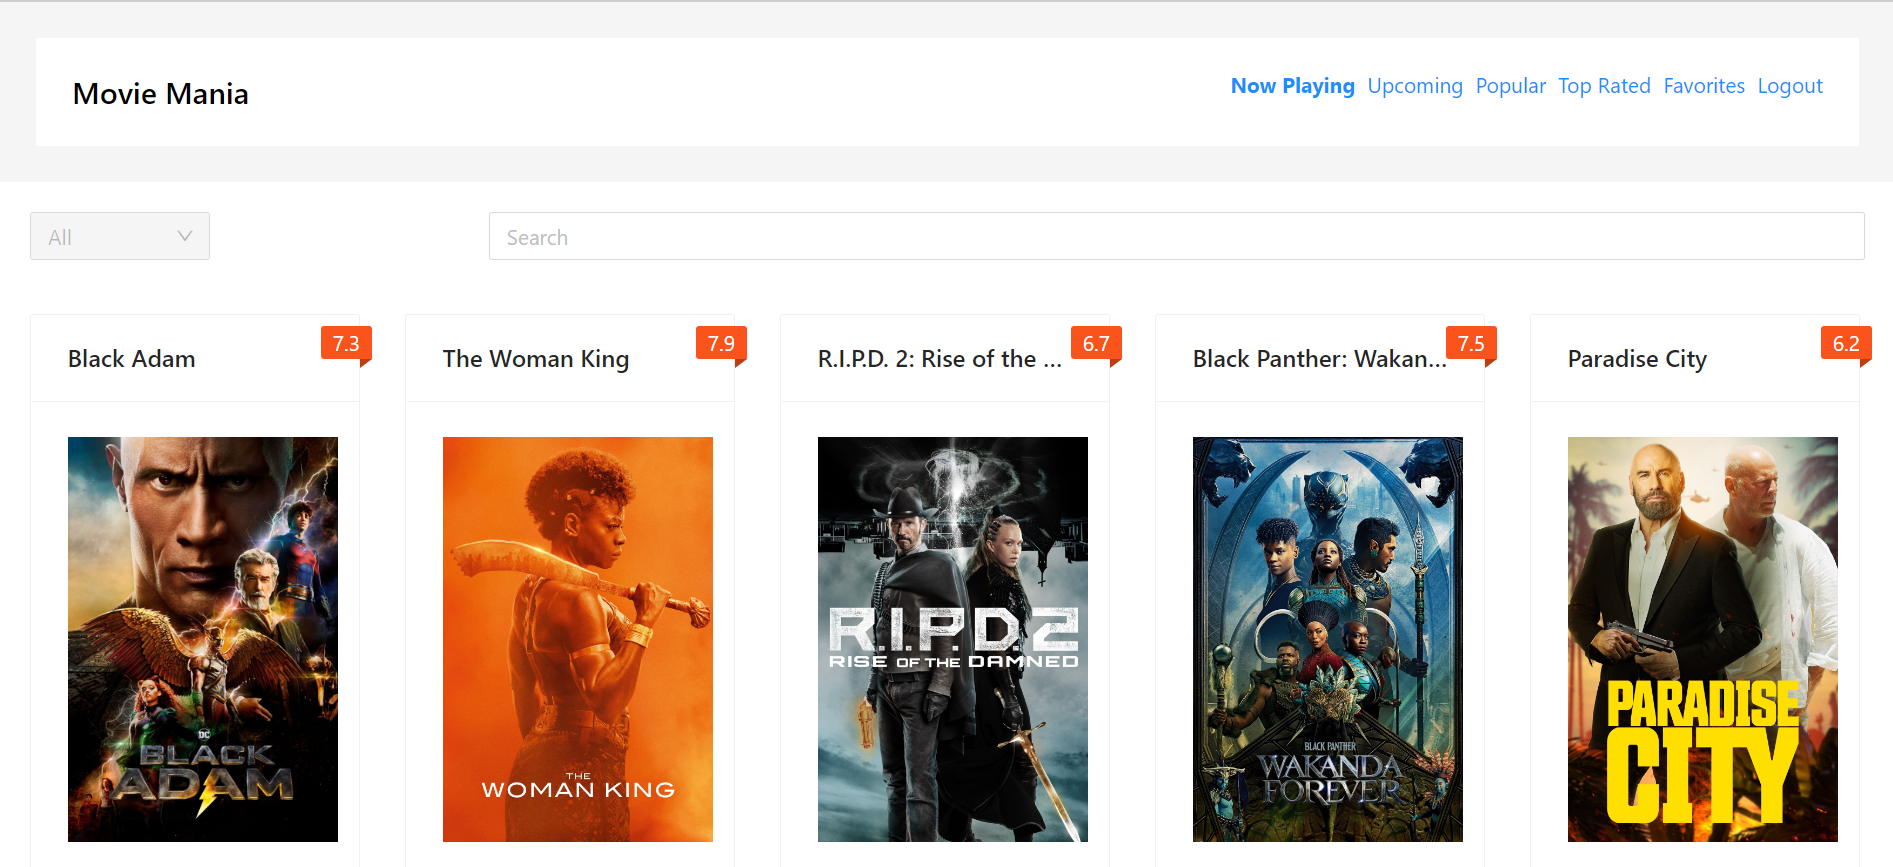 Movie Mania
Now Playing Upcoming Popular Top Rated Favorites Logout
All
Search
Black Adam 7.3
The Woman King 7.9
R.I.P.D. 2: Rise of the ... 6.7
Black Panther: Wakan... 7.5
Paradise City 6.2
DC
BLACK
ADAM
THE
WOMAN KING
R.I.P.D.2
RISE OF THE DAMNED
BLACK PANTHER
WAKANDA
FOREVER
PARADISE
CITY